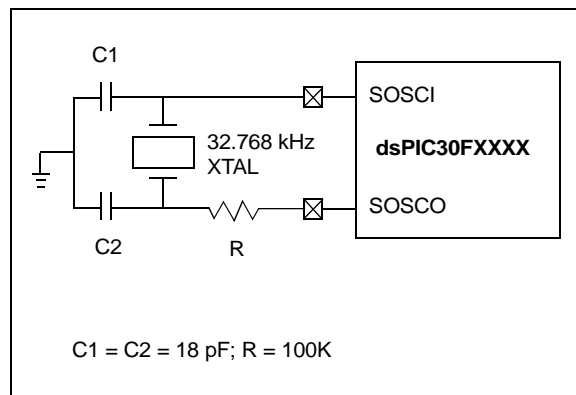 C1
SOSCI
32.768 kHz
XTAL
dsPIC30FXXXX
SOSCO
C2
R
C1 = C2 = 18 pF; R = 100K